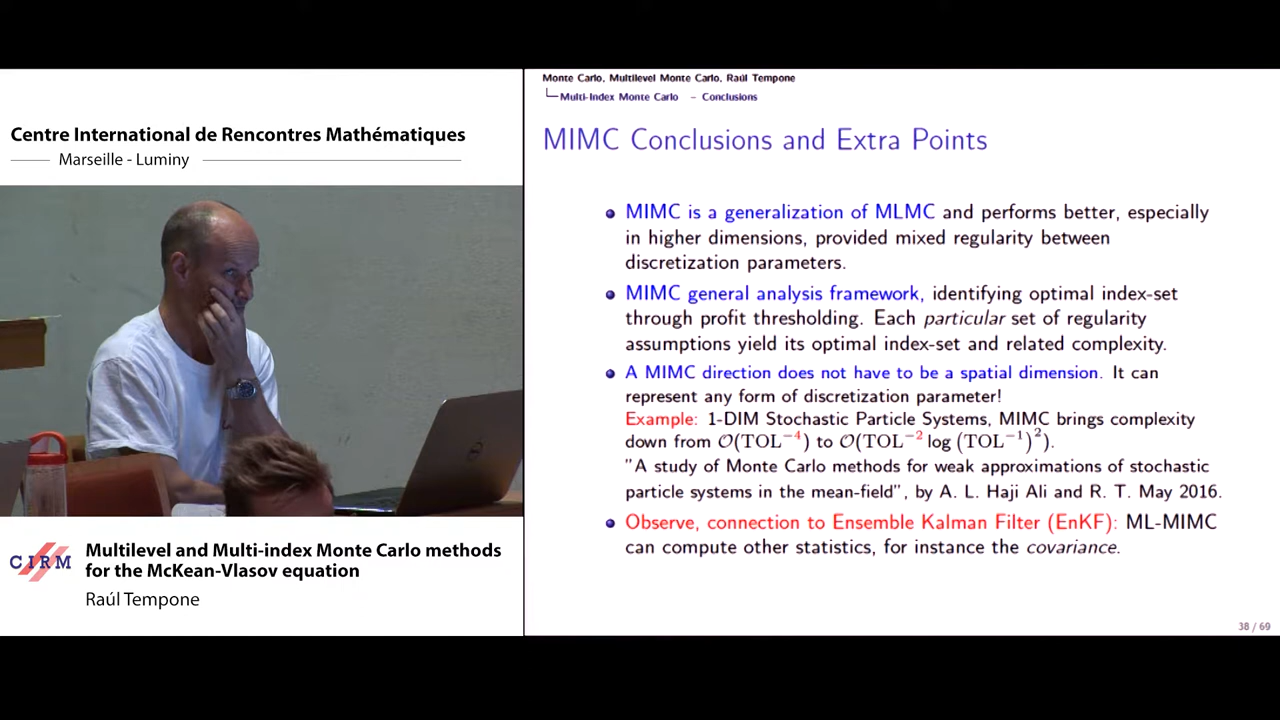 Centre International de Rencontres Mathématiques
Marseille - Luminy
CIRM
Multilevel and Multi-index Monte Carlo methods
for the McKean-Vlasov equation
Raúl Tempone
Monte Carlo, Multilevel Monte Carlo, Raúl Tempone
Multi-Index Monte Carlo – Conclusions
MIMC Conclusions and Extra Points
MIMC is a generalization of MLMC and performs better, especially
in higher dimensions, provided mixed regularity between
discretization parameters.
MIMC general analysis framework, identifying optimal index-set
through profit thresholding. Each particular set of regularity
assumptions yield its optimal index-set and related complexity.
A MIMC direction does not have to be a spatial dimension. It can
represent any form of discretization parameter!
Example: 1-DIM Stochastic Particle Systems, MIMC brings complexity
down from O(TOL⁻⁴) to O(TOL⁻² log (TOL⁻¹)²).
"A study of Monte Carlo methods for weak approximations of stochastic
particle systems in the mean-field", by A. L. Haji Ali and R. T. May 2016.
Observe, connection to Ensemble Kalman Filter (EnKF): ML-MIMC
can compute other statistics, for instance the covariance.
38 / 69